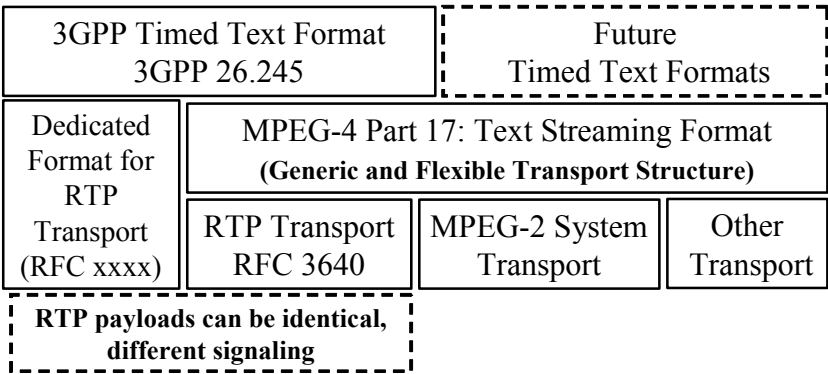 3GPP Timed Text Format
3GPP 26.245
Future
Timed Text Formats
Dedicated
Format for
RTP
Transport
(RFC xxxx)
MPEG-4 Part 17: Text Streaming Format
(Generic and Flexible Transport Structure)
RTP Transport
RFC 3640
MPEG-2 System
Transport
Other
Transport
RTP payloads can be identical,
different signaling